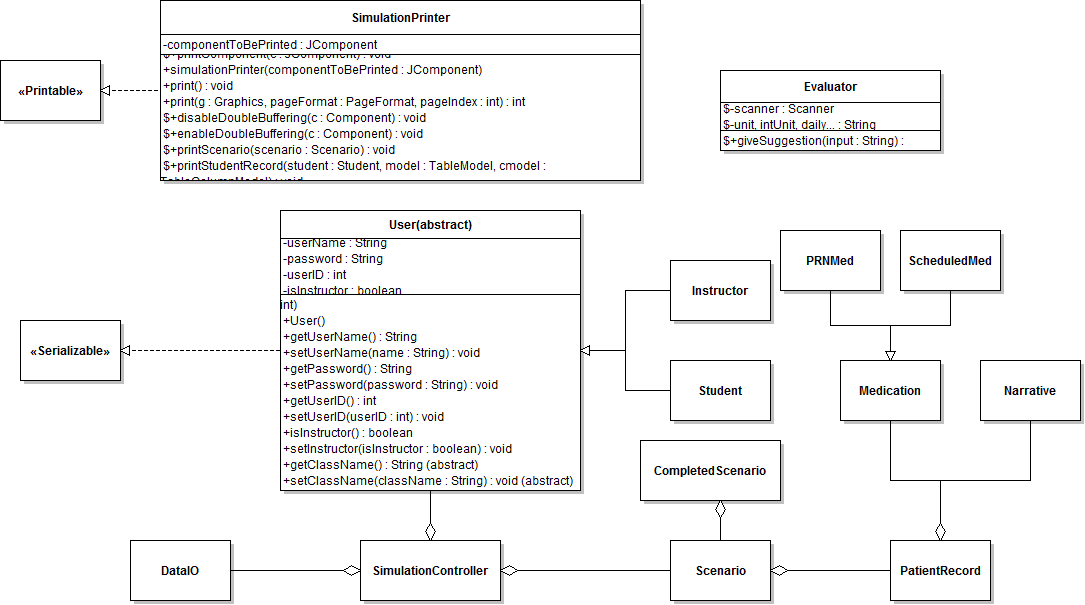 SimulationPrinter
-componentToBePrinted : JComponent
$+printComponent(c : JComponent) : void
+simulationPrinter(componentToBePrinted : JComponent)
+print() : void
+print(g : Graphics, pageFormat : PageFormat, pageIndex : int) : int
$+disableDoubleBuffering(c : Component) : void
$+enableDoubleBuffering(c : Component) : void
$+printScenario(scenario : Scenario) : void
$+printStudentRecord(student : Student, model : TableModel, cmodel :
TableColumnModel) : void
«Printable»
Evaluator
$-scanner : Scanner
$-unit, intUnit, daily... : String
$+giveSuggestion(input : String) :
User(abstract)
-userName : String
-password : String
-userID : int
-isInstructor : boolean
int)
+User()
+getUserName() : String
+setUserName(name : String) : void
+getPassword() : String
+setPassword(password : String) : void
+getUserID() : int
+setUserID(userID : int) : void
+isInstructor() : boolean
+setInstructor(isInstructor : boolean) : void
+getClassName() : String (abstract)
+setClassName(className : String) : void (abstract)
«Serializable»
Instructor
Student
PRNMed
ScheduledMed
Medication
Narrative
CompletedScenario
DataIO
SimulationController
Scenario
PatientRecord